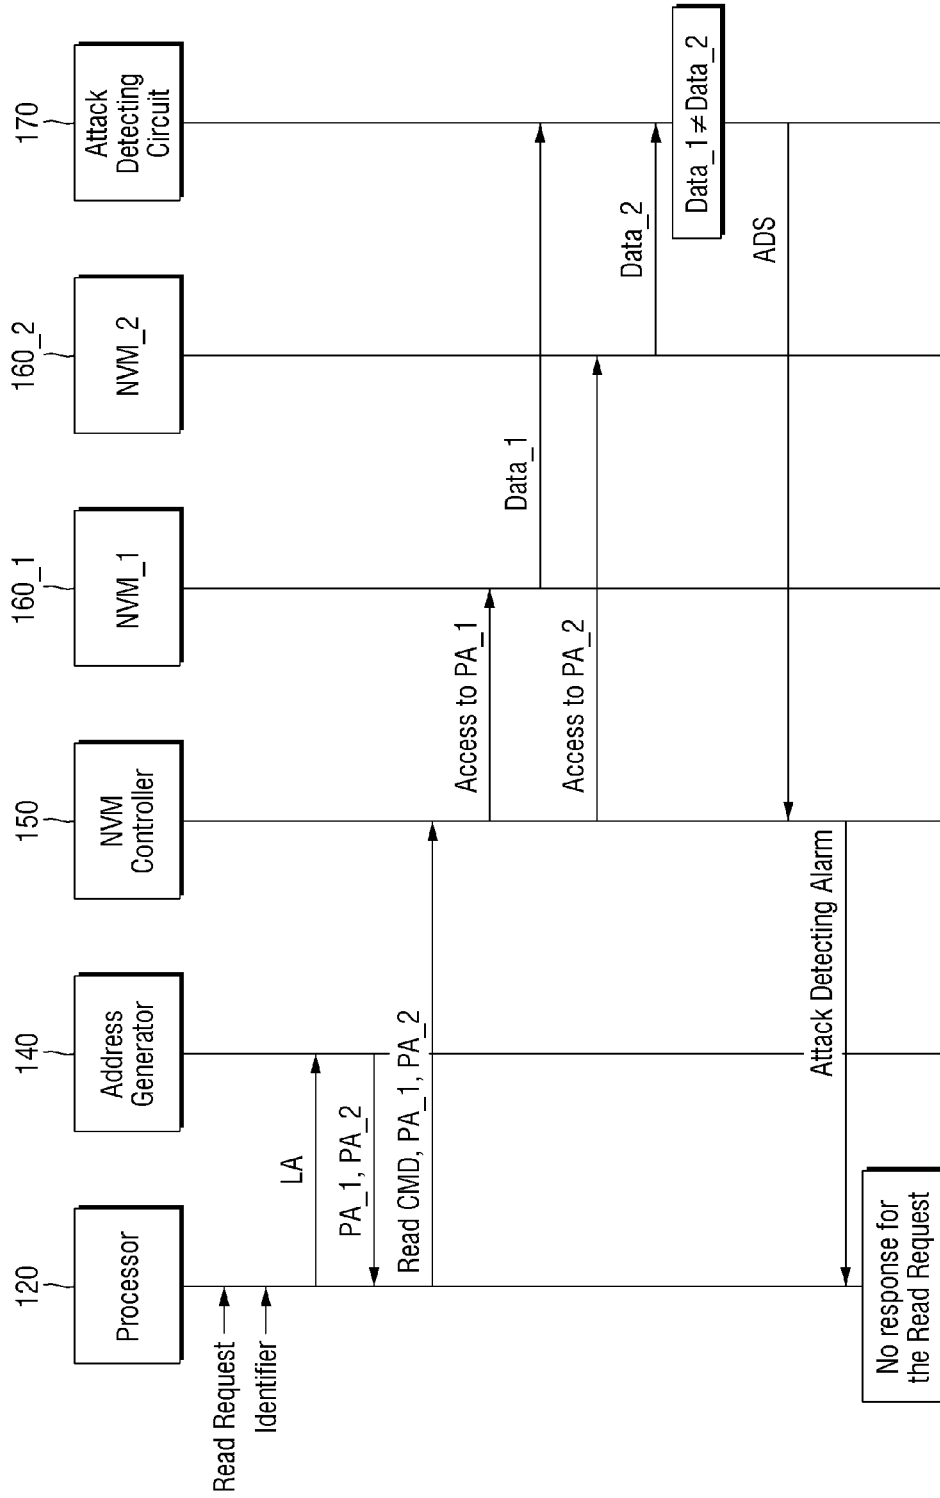 120
140
150
160_1
160_2
170
Processor
Address
Generator
NVM
Controller
NVM_1
NVM_2
Attack
Detecting
Circuit
Read Request
Identifier
LA
PA_1, PA_2
Read CMD, PA_1, PA_2
Access to PA_1
Data_1
Access to PA_2
Data_2
Data_1 ≠ Data_2
ADS
Attack Detecting Alarm
No response for
the Read Request